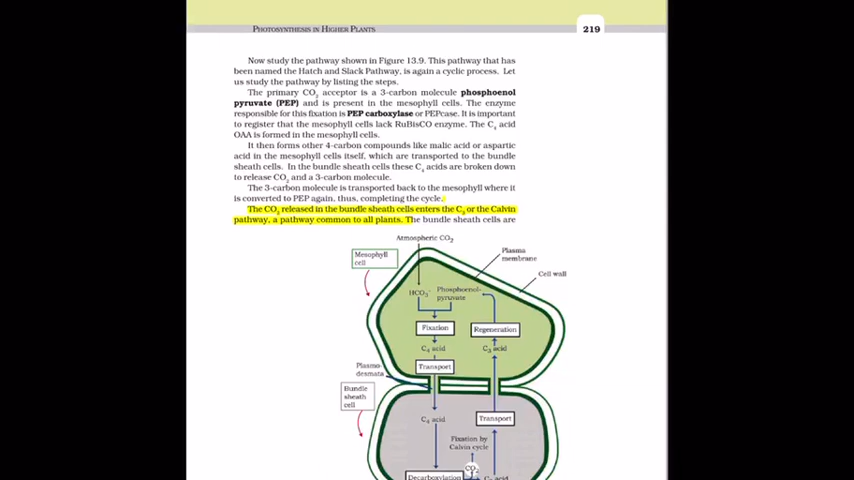 PHOTOSYNTHESIS IN HIGHER PLANTS
219
Now study the pathway shown in Figure 13.9. This pathway that has
been named the Hatch and Slack Pathway, is again a cyclic process. Let
us study the pathway by listing the steps.
The primary CO2 acceptor is a 3-carbon molecule phosphoenol
pyruvate (PEP) and is present in the mesophyll cells. The enzyme
responsible for this fixation is PEP carboxylase or PEPcase. It is important
to register that the mesophyll cells lack RuBisCO enzyme. The C4 acid
OAA is formed in the mesophyll cells.
It then forms other 4-carbon compounds like malic acid or aspartic
acid in the mesophyll cells itself, which are transported to the bundle
sheath cells. In the bundle sheath cells these C4 acids are broken down
to release CO2 and a 3-carbon molecule.
The 3-carbon molecule is transported back to the mesophyll where it
is converted to PEP again, thus, completing the cycle.
The CO2 released in the bundle sheath cells enters the C3 or the Calvin
pathway, a pathway common to all plants. The bundle sheath cells are
Atmospheric CO2
Plasma
membrane
Mesophyll
cell
Cell wall
HCO3-
Phosphoenol-
pyruvate
Fixation
Regeneration
C4 acid
C3 acid
Transport
Plasmo-
desmata
Bundle
sheath
cell
C4 acid
Transport
Fixation by
Calvin cycle
CO2
Decarboxylation
C3 acid